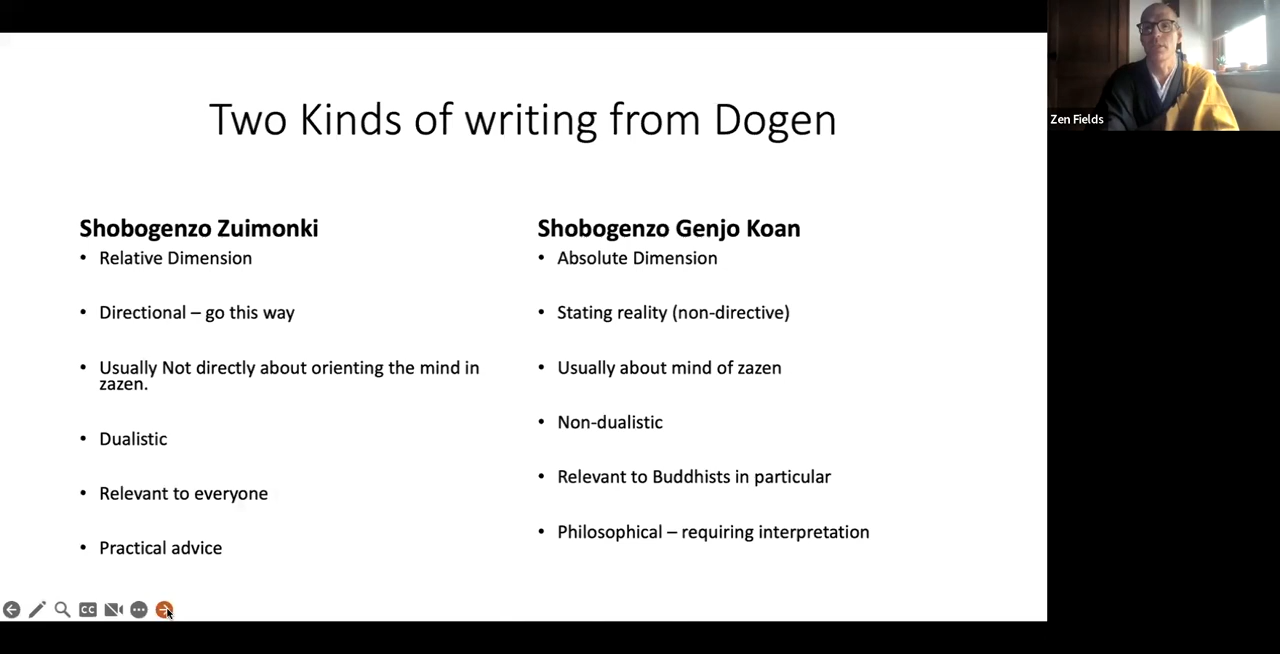 Two Kinds of writing from Dogen
Shobogenzo Zuimonki
• Relative Dimension
• Directional – go this way
• Usually Not directly about orienting the mind in
zazen.
• Dualistic
• Relevant to everyone
• Practical advice
Shobogenzo Genjo Koan
• Absolute Dimension
• Stating reality (non-directive)
• Usually about mind of zazen
• Non-dualistic
• Relevant to Buddhists in particular
• Philosophical – requiring interpretation
CC
Zen Fields